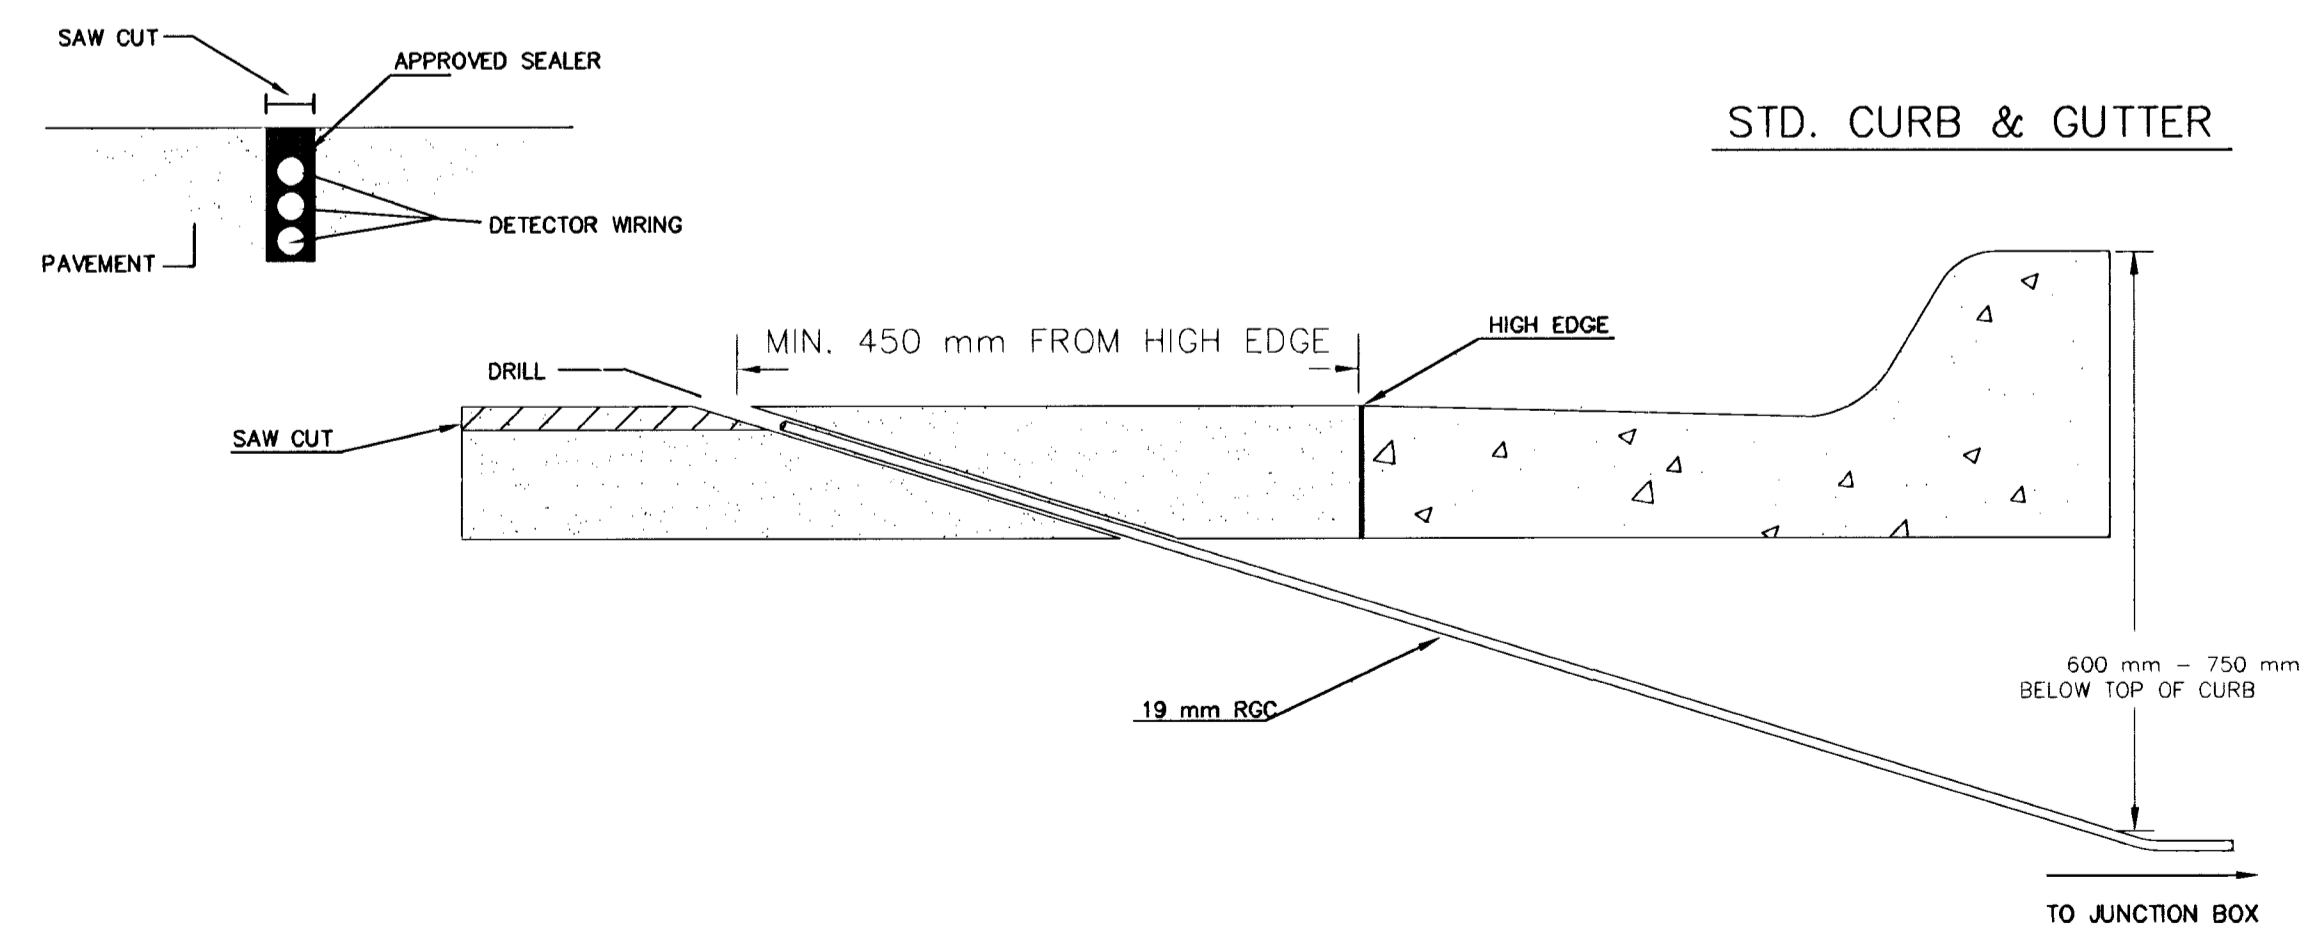 SAW CUT
APPROVED SEALER
STD. CURB & GUTTER
DETECTOR WIRING
PAVEMENT
HIGH EDGE
MIN. 450 mm FROM HIGH EDGE
DRILL
SAW CUT
600 mm - 750 mm
BELOW TOP OF CURB
19 mm RGC
TO JUNCTION BOX